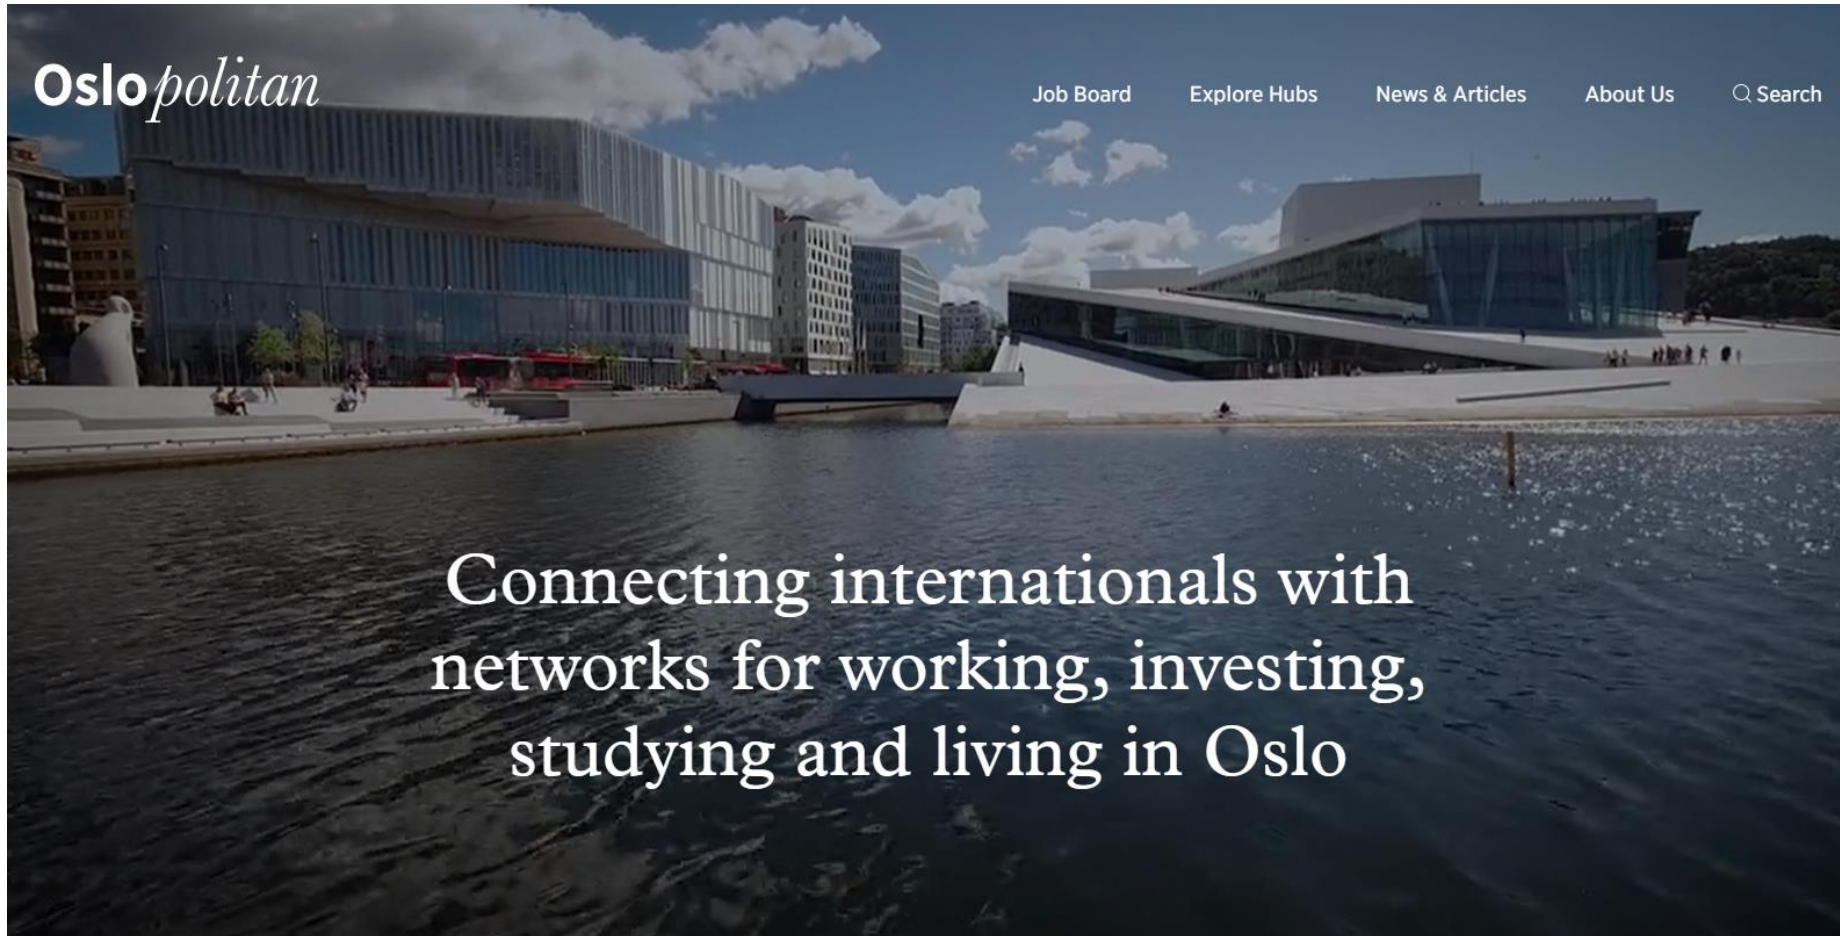 Oslopolitan
Job Board Explore Hubs News & Articles About Us Search
Connecting internationals with
networks for working, investing,
studying and living in Oslo